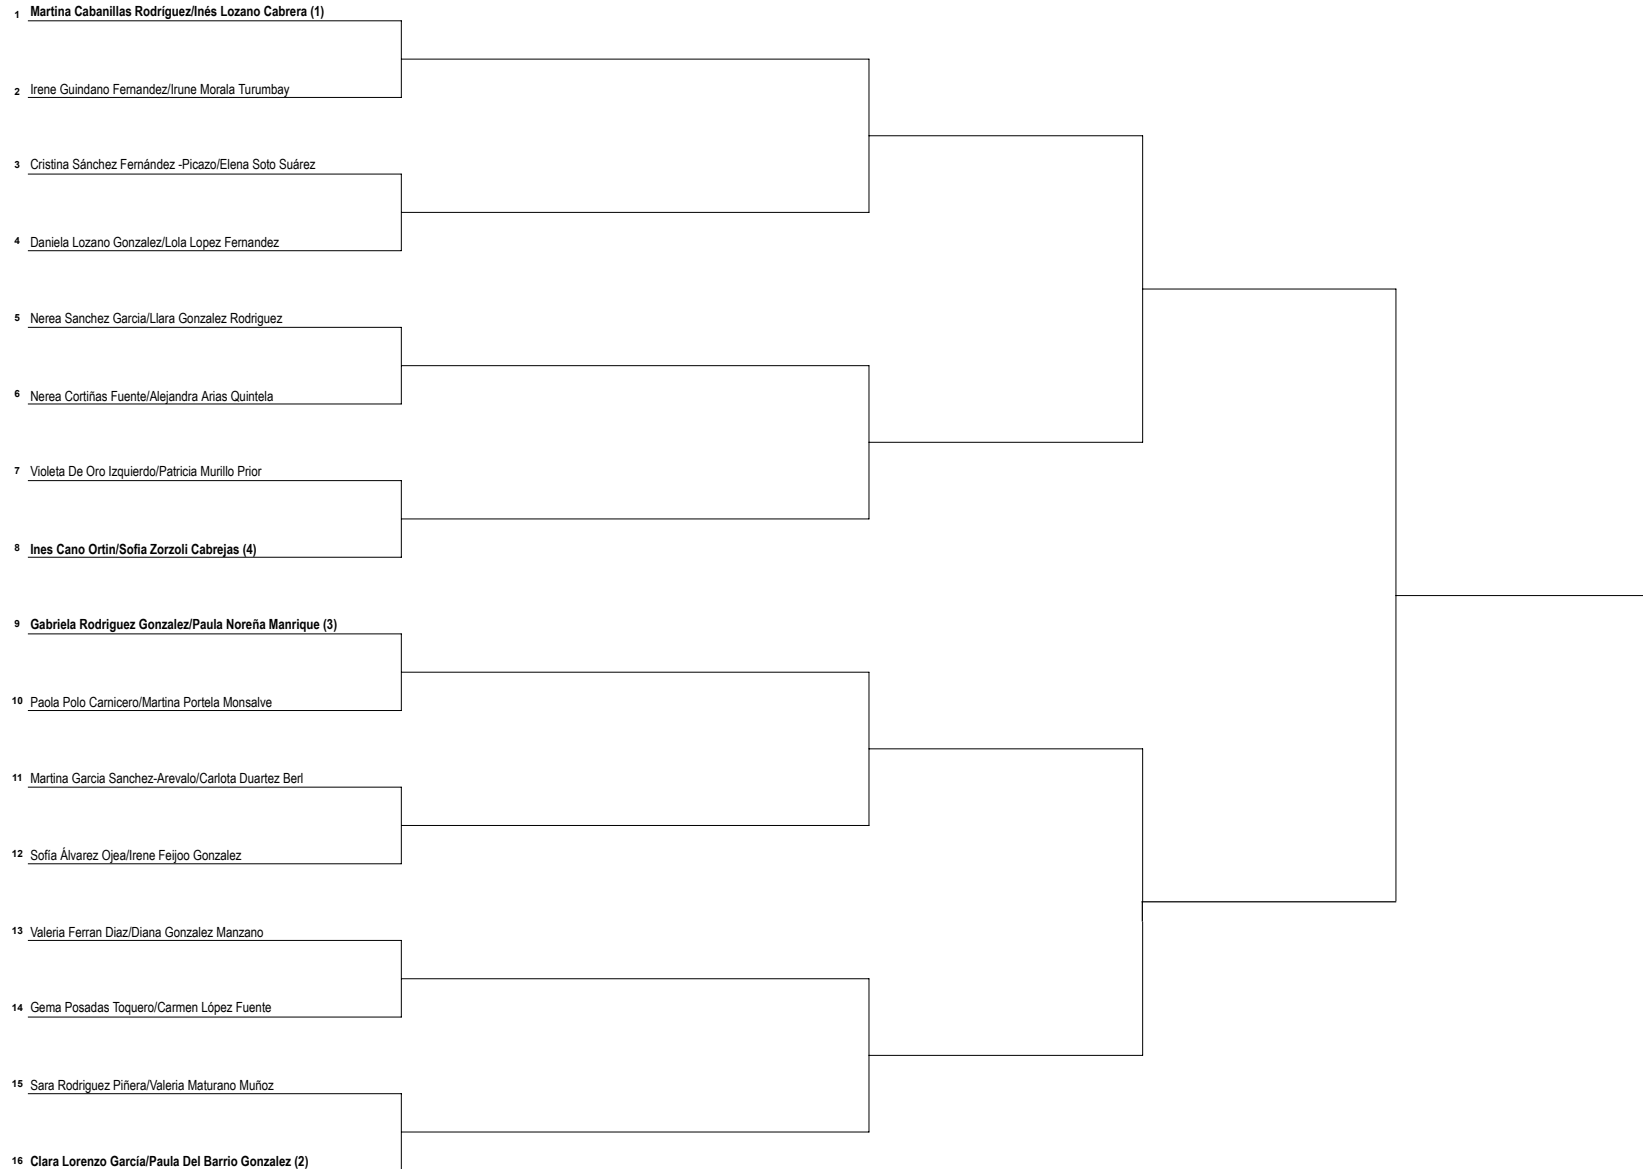 1 Martina Cabanillas Rodríguez/Inés Lozano Cabrera (1)
2 Irene Guindano Fernandez/Irune Morala Turumbay
3 Cristina Sánchez Fernández -Picazo/Elena Soto Suárez
4 Daniela Lozano Gonzalez/Lola Lopez Fernandez
5 Nerea Sanchez Garcia/Llara Gonzalez Rodriguez
6 Nerea Cortiñas Fuente/Alejandra Arias Quintela
7 Violeta De Oro Izquierdo/Patricia Murillo Prior
8 Ines Cano Ortin/Sofia Zorzoli Cabrejas (4)
9 Gabriela Rodriguez Gonzalez/Paula Noreña Manrique (3)
10 Paola Polo Carnicero/Martina Portela Monsalve
11 Martina Garcia Sanchez-Arevalo/Carlota Duartez Berl
12 Sofía Álvarez Ojea/Irene Feijoo Gonzalez
13 Valeria Ferran Diaz/Diana Gonzalez Manzano
14 Gema Posadas Toquero/Carmen López Fuente
15 Sara Rodriguez Piñera/Valeria Maturano Muñoz
16 Clara Lorenzo García/Paula Del Barrio Gonzalez (2)